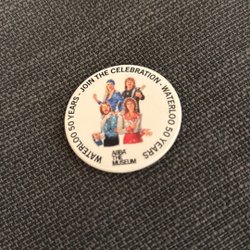 WATERLOO 50 YEARS - JOIN THE CELEBRATION - WATERLOO 50 YEARS
ABBA
THE
MUSEUM